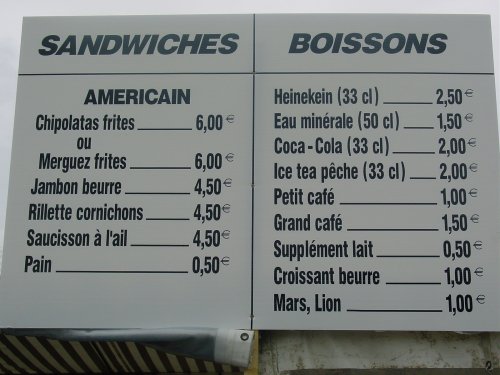 SANDWICHES
AMERICAIN
Chipolatas frites 6,00€
ou
Merguez frites 6,00€
Jambon beurre 4,50€
Rillette cornichons 4,50€
Saucisson à l'ail 4,50€
Pain 0,50€
BOISSONS
Heinekein (33 cl) 2,50€
Eau minérale (50 cl) 1,50€
Coca-Cola (33 cl) 2,00€
Ice tea pêche (33 cl) 2,00€
Petit café 1,00€
Grand café 1,50€
Supplément lait 0,50€
Croissant beurre 1,00€
Mars, Lion 1,00€